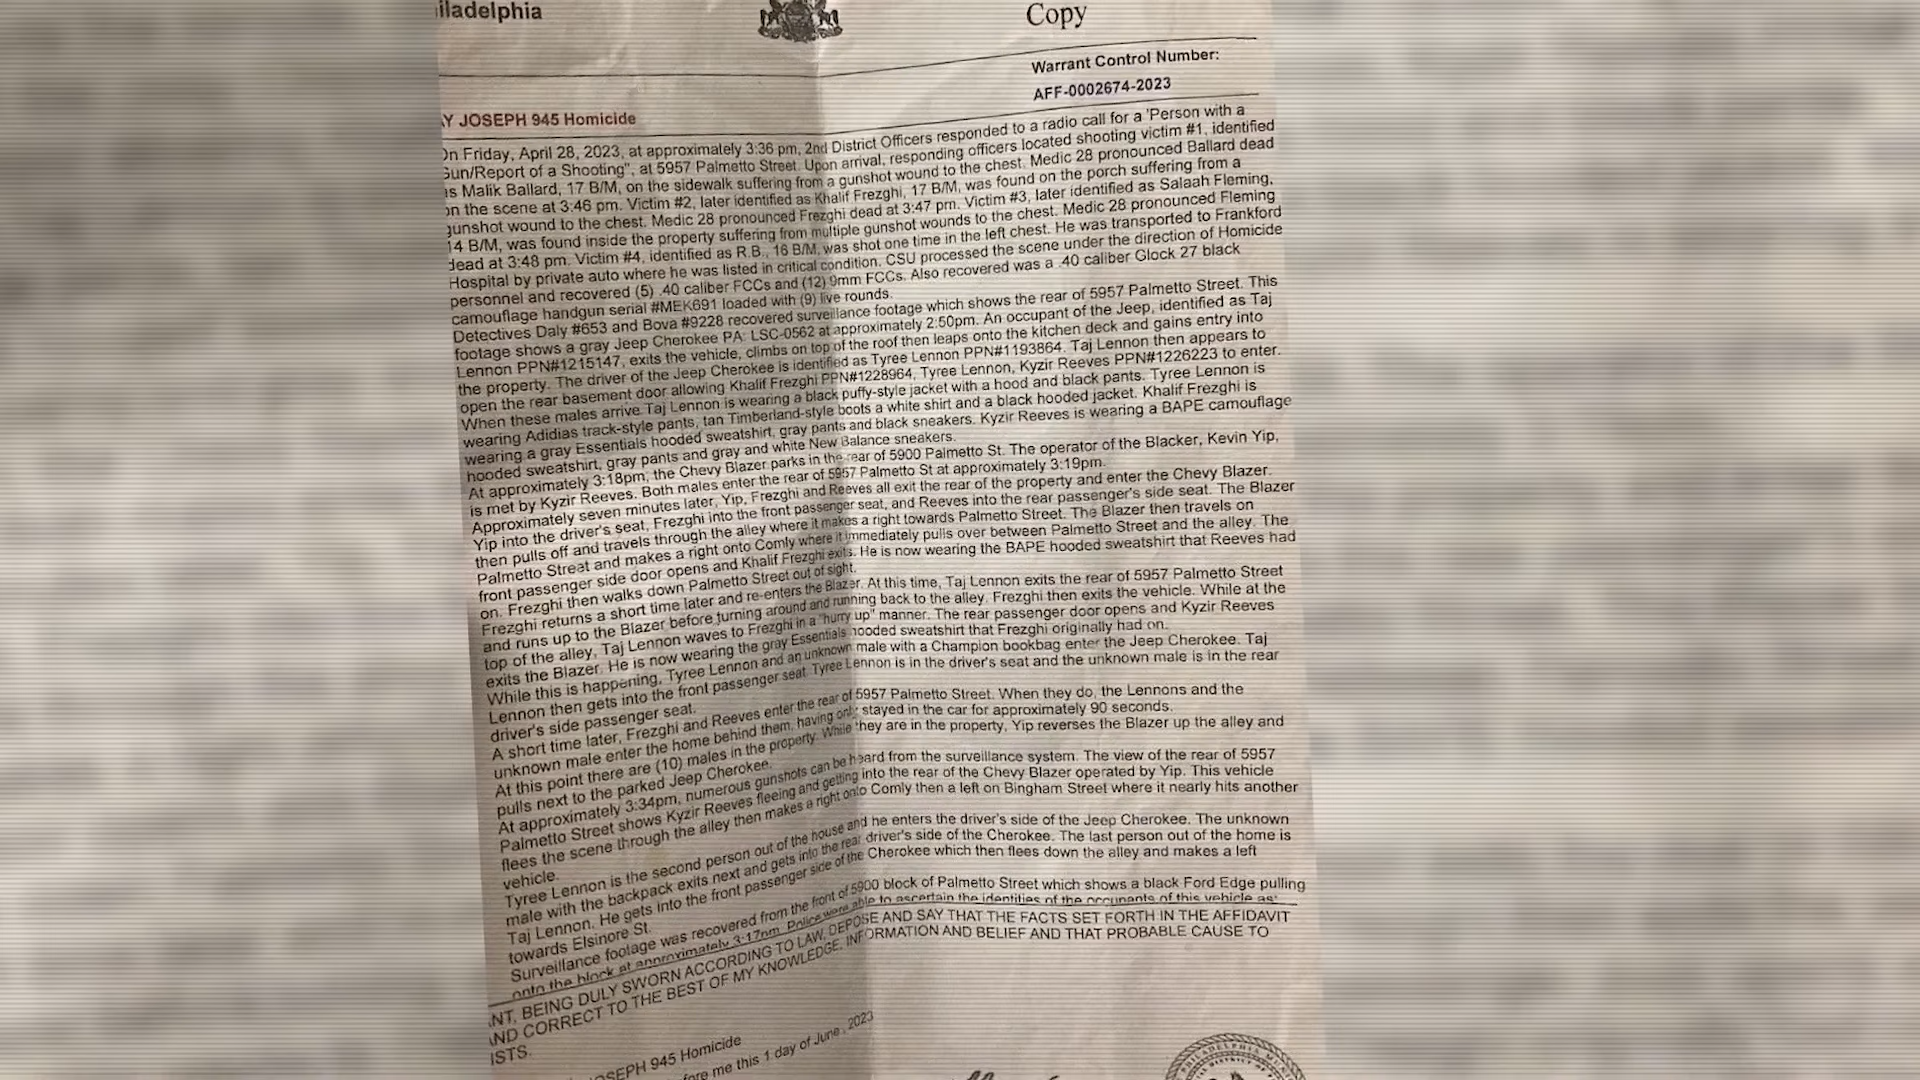 iladelphia
Copy
Warrant Control Number:
AFF-0002674-2023
Y JOSEPH 945 Homicide
On Friday, April 28, 2023, at approximately 3:36 pm, 2nd District Officers responded to a radio call for a 'Person with a
Gun/Report of a Shooting", at 5957 Palmetto Street. Upon arrival, responding officers located shooting victim #1, identified
as Malik Ballard, 17 B/M, on the sidewalk suffering from a gunshot wound to the chest. Medic 28 pronounced Ballard dead
on the scene at 3:46 pm. Victim #2, later identified as Khalif Frezghi, 17 B/M, was found on the porch suffering from a
gunshot wound to the chest. Medic 28 pronounced Frezghi dead at 3:47 pm. Victim #3, later identified as Salaah Fleming,
14 B/M, was found inside the property suffering from multiple gunshot wounds to the chest. Medic 28 pronounced Fleming
dead at 3:48 pm. Victim #4, identified as R.B., 16 B/M, was shot one time in the left chest. He was transported to Frankford
Hospital by private auto where he was listed in critical condition. CSU processed the scene under the direction of Homicide
personnel and recovered (5) .40 caliber FCCs and (12) 9mm FCCs. Also recovered was a .40 caliber Glock 27 black
camouflage handgun serial #MEK691 loaded with (9) live rounds.
Detectives Daly #653 and Bova #9228 recovered surveillance footage which shows the rear of 5957 Palmetto Street. This
footage shows a gray Jeep Cherokee PA: LSC-0562 at approximately 2:50pm. An occupant of the Jeep, identified as Taj
Lennon PPN#1215147, exits the vehicle, climbs on top of the roof then leaps onto the kitchen deck and gains entry into
the property. The driver of the Jeep Cherokee is identified as Tyree Lennon PPN#1193864. Taj Lennon then appears to
open the rear basement door allowing Khalif Frezghi PPN#1228964, Tyree Lennon, Kyzir Reeves PPN#1226223 to enter.
When these males arrive Taj Lennon is wearing a black puffy-style jacket with a hood and black pants. Tyree Lennon is
wearing Adidias track-style pants, tan Timberland-style boots a white shirt and a black hooded jacket. Khalif Frezghi is
wearing a gray Essentials hooded sweatshirt, gray pants and black sneakers. Kyzir Reeves is wearing a BAPE camouflage
hooded sweatshirt, gray pants and gray and white New Balance sneakers.
At approximately 3:18pm, the Chevy Blazer parks in the rear of 5900 Palmetto St. The operator of the Blacker, Kevin Yip,
is met by Kyzir Reeves. Both males enter the rear of 5957 Palmetto St at approximately 3:19pm.
Approximately seven minutes later, Yip, Frezghi and Reeves all exit the rear of the property and enter the Chevy Blazer.
Yip into the driver's seat, Frezghi into the front passenger seat, and Reeves into the rear passenger's side seat. The Blazer
then pulls off and travels through the alley where it makes a right towards Palmetto Street. The Blazer then travels on
Palmetto Street and makes a right onto Comly where it immediately pulls over between Palmetto Street and the alley. The
front passenger side door opens and Khalif Frezghi exits. He is now wearing the BAPE hooded sweatshirt that Reeves had
on. Frezghi then walks down Palmetto Street out of sight.
Frezghi returns a short time later and re-enters the Blazer. At this time, Taj Lennon exits the rear of 5957 Palmetto Street
and runs up to the Blazer before turning around and running back to the alley. Frezghi then exits the vehicle. While at the
top of the alley, Taj Lennon waves to Frezghi in a "hurry up" manner. The rear passenger door opens and Kyzir Reeves
exits the Blazer. He is now wearing the gray Essentials hooded sweatshirt that Frezghi originally had on.
While this is happening, Tyree Lennon and an unknown male with a Champion bookbag enter the Jeep Cherokee. Taj
Lennon then gets into the front passenger seat. Tyree Lennon is in the driver's seat and the unknown male is in the rear
driver's side passenger seat.
A short time later, Frezghi and Reeves enter the rear of 5957 Palmetto Street. When they do, the Lennons and the
unknown male enter the home behind them, having only stayed in the car for approximately 90 seconds.
At this point there are (10) males in the property. While they are in the property, Yip reverses the Blazer up the alley and
pulls next to the parked Jeep Cherokee.
At approximately 3:34pm, numerous gunshots can be heard from the surveillance system. The view of the rear of 5957
Palmetto Street shows Kyzir Reeves fleeing and getting into the rear of the Chevy Blazer operated by Yip. This vehicle
flees the scene through the alley then makes a right onto Comly then a left on Bingham Street where it nearly hits another
vehicle.
Tyree Lennon is the second person out of the house and he enters the driver's side of the Jeep Cherokee. The unknown
male with the backpack exits next and gets into the rear driver's side of the Cherokee. The last person out of the home is
Taj Lennon. He gets into the front passenger side of the Cherokee which then flees down the alley and makes a left
towards Elsinore St.
Surveillance footage was recovered from the front of 5900 block of Palmetto Street which shows a black Ford Edge pulling
onto the block at approximately 3:17pm. Police were able to ascertain the identities of the occupants of this vehicle as:
NT, BEING DULY SWORN ACCORDING TO LAW, DEPOSE AND SAY THAT THE FACTS SET FORTH IN THE AFFIDAVIT
AND CORRECT TO THE BEST OF MY KNOWLEDGE, INFORMATION AND BELIEF AND THAT PROBABLE CAUSE TO
ISTS.
OSEPH 945 Homicide
fore me this 1 day of June, 2023